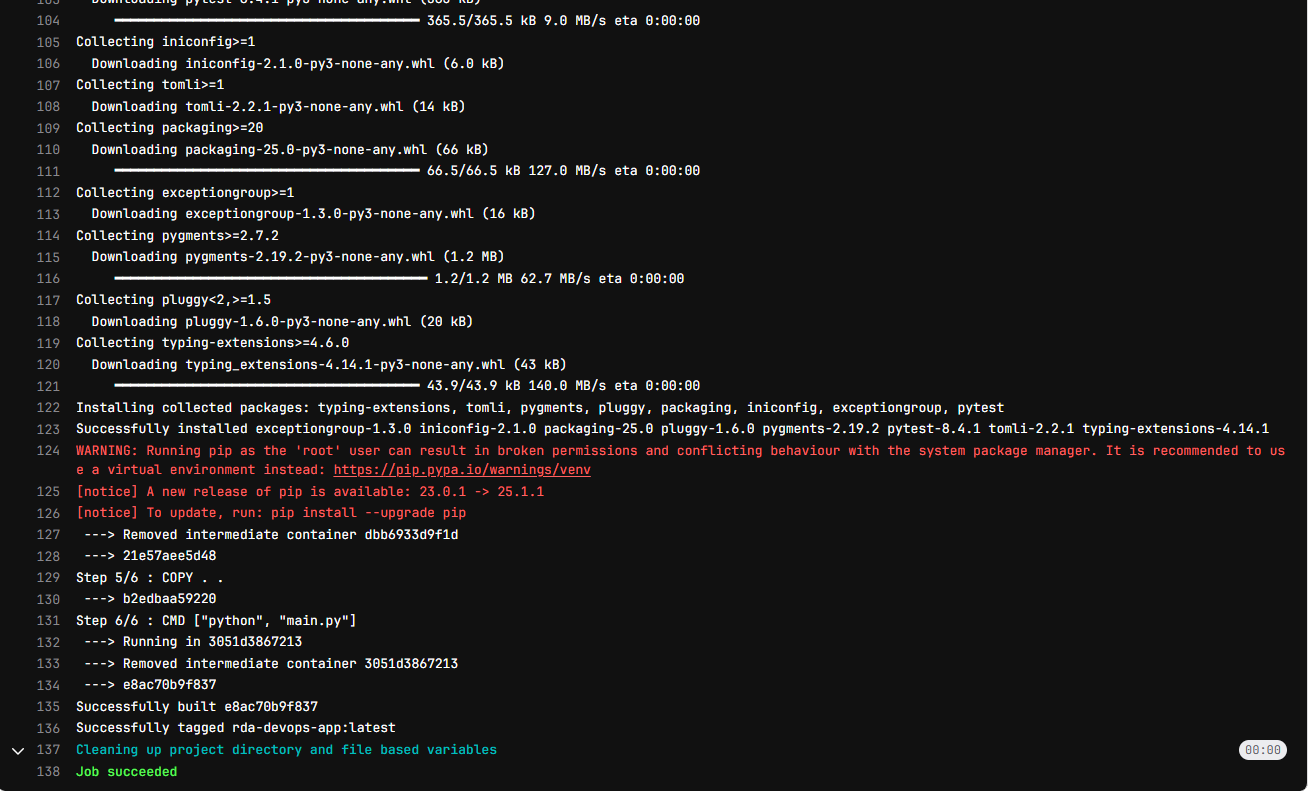 103 Downloading pytest-8.4.1-py3-none-any.whl (365 kB)
104 365.5/365.5 kB 9.0 MB/s eta 0:00:00
105 Collecting iniconfig>=1
106 Downloading iniconfig-2.1.0-py3-none-any.whl (6.0 kB)
107 Collecting tomli>=1
108 Downloading tomli-2.2.1-py3-none-any.whl (14 kB)
109 Collecting packaging>=20
110 Downloading packaging-25.0-py3-none-any.whl (66 kB)
111 66.5/66.5 kB 127.0 MB/s eta 0:00:00
112 Collecting exceptiongroup>=1
113 Downloading exceptiongroup-1.3.0-py3-none-any.whl (16 kB)
114 Collecting pygments>=2.7.2
115 Downloading pygments-2.19.2-py3-none-any.whl (1.2 MB)
116 1.2/1.2 MB 62.7 MB/s eta 0:00:00
117 Collecting pluggy<2,>=1.5
118 Downloading pluggy-1.6.0-py3-none-any.whl (20 kB)
119 Collecting typing-extensions>=4.6.0
120 Downloading typing_extensions-4.14.1-py3-none-any.whl (43 kB)
121 43.9/43.9 kB 140.0 MB/s eta 0:00:00
122 Installing collected packages: typing-extensions, tomli, pygments, pluggy, packaging, iniconfig, exceptiongroup, pytest
123 Successfully installed exceptiongroup-1.3.0 iniconfig-2.1.0 packaging-25.0 pluggy-1.6.0 pygments-2.19.2 pytest-8.4.1 tomli-2.2.1 typing-extensions-4.14.1
124 WARNING: Running pip as the 'root' user can result in broken permissions and conflicting behaviour with the system package manager. It is recommended to us
e a virtual environment instead: https://pip.pypa.io/warnings/venv
125 [notice] A new release of pip is available: 23.0.1 -> 25.1.1
126 [notice] To update, run: pip install --upgrade pip
127 ---> Removed intermediate container dbb6933d9f1d
128 ---> 21e57aee5d48
129 Step 5/6 : COPY . .
130 ---> b2edbaa59220
131 Step 6/6 : CMD ["python", "main.py"]
132 ---> Running in 3051d3867213
133 ---> Removed intermediate container 3051d3867213
134 ---> e8ac70b9f837
135 Successfully built e8ac70b9f837
136 Successfully tagged rda-devops-app:latest
137 Cleaning up project directory and file based variables 00:00
138 Job succeeded